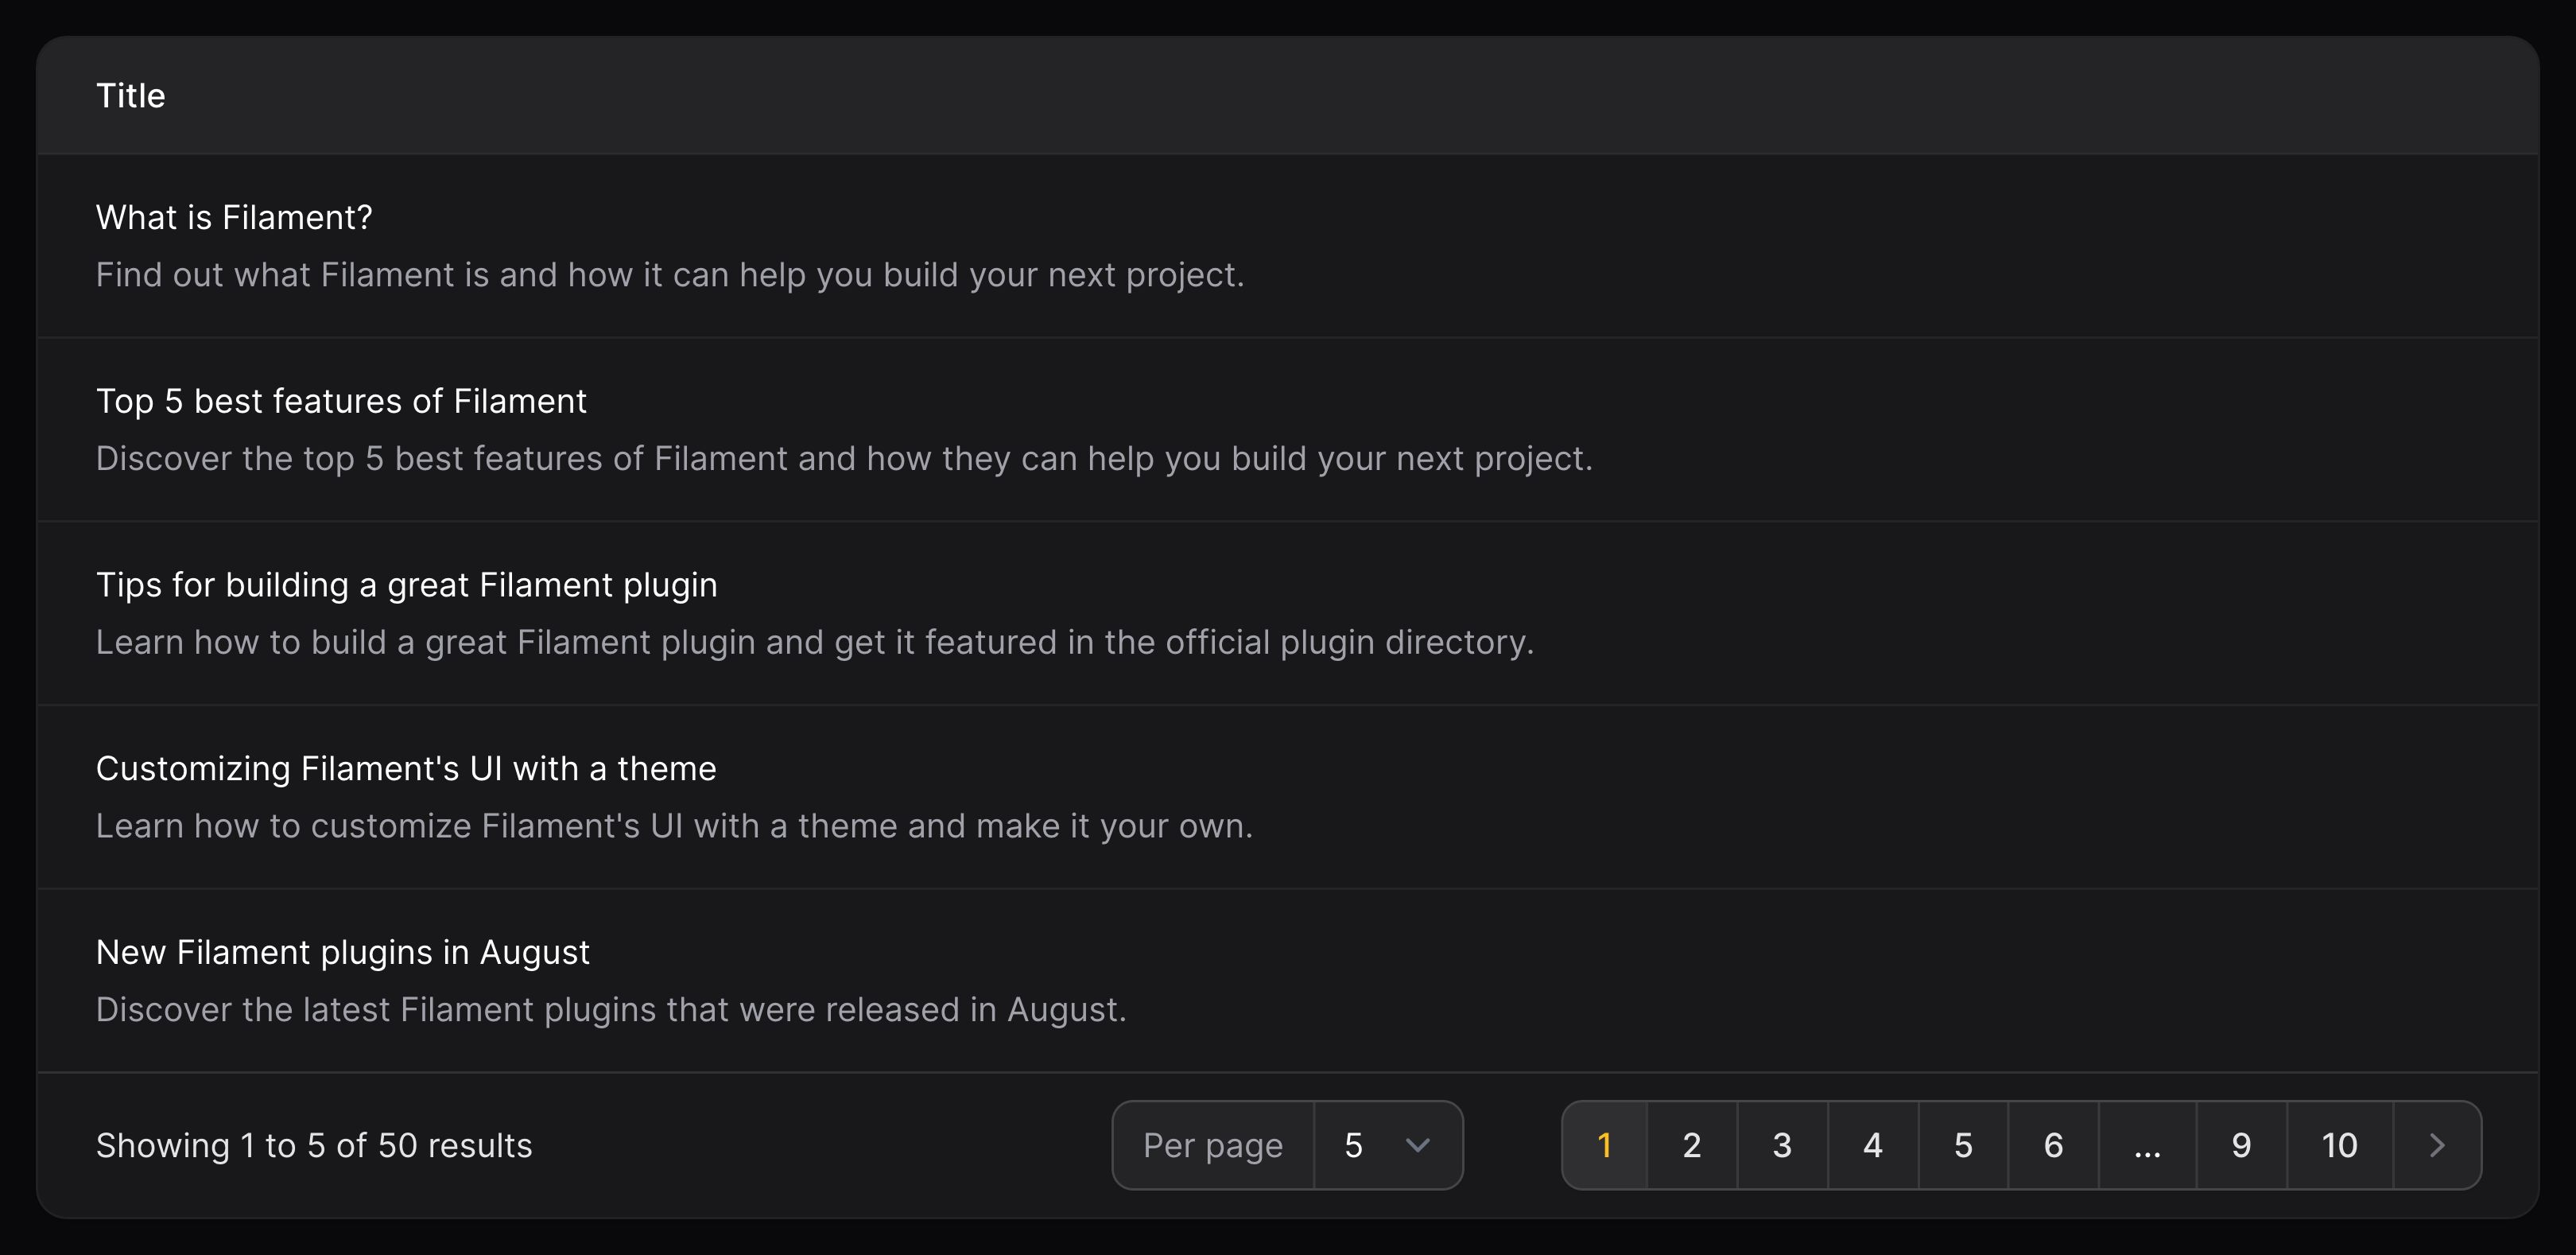 Title
What is Filament?
Find out what Filament is and how it can help you build your next project.
Top 5 best features of Filament
Discover the top 5 best features of Filament and how they can help you build your next project.
Tips for building a great Filament plugin
Learn how to build a great Filament plugin and get it featured in the official plugin directory.
Customizing Filament's UI with a theme
Learn how to customize Filament's UI with a theme and make it your own.
New Filament plugins in August
Discover the latest Filament plugins that were released in August.
Showing 1 to 5 of 50 results Per page 5 1 2 3 4 5 6 ... 9 10